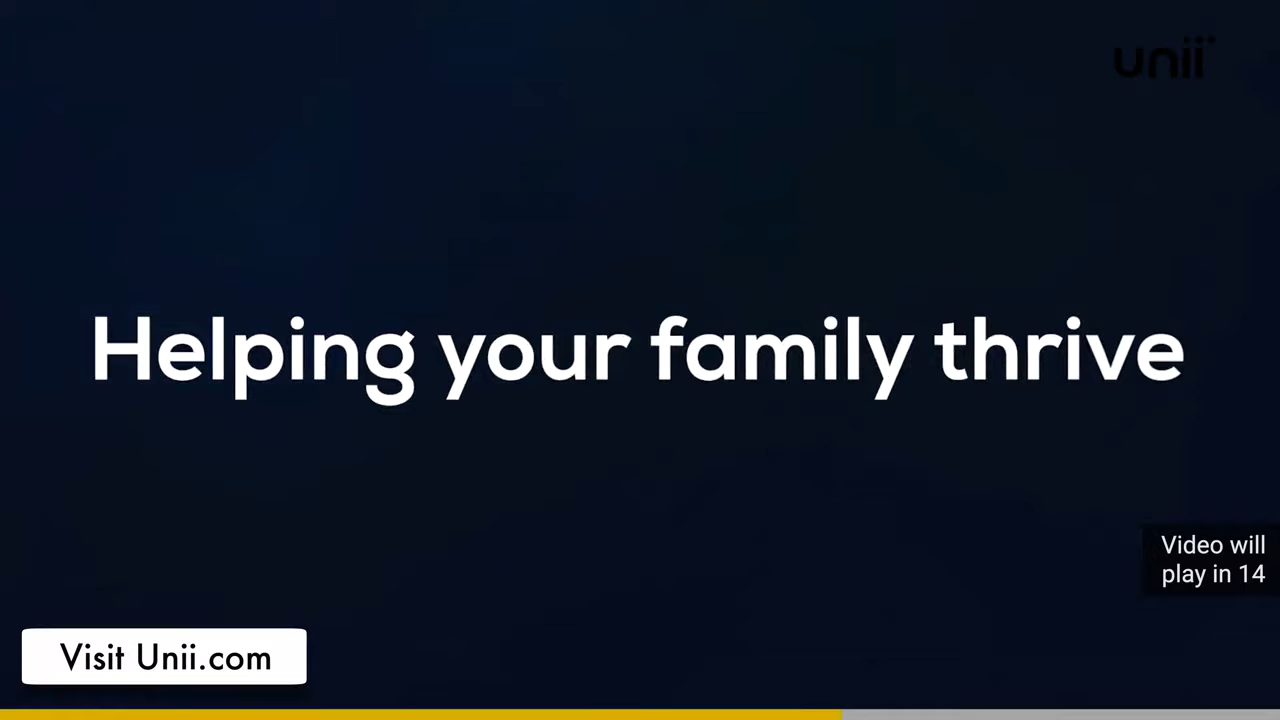 unii
Helping your family thrive
Video will
play in 14
Visit Unii.com